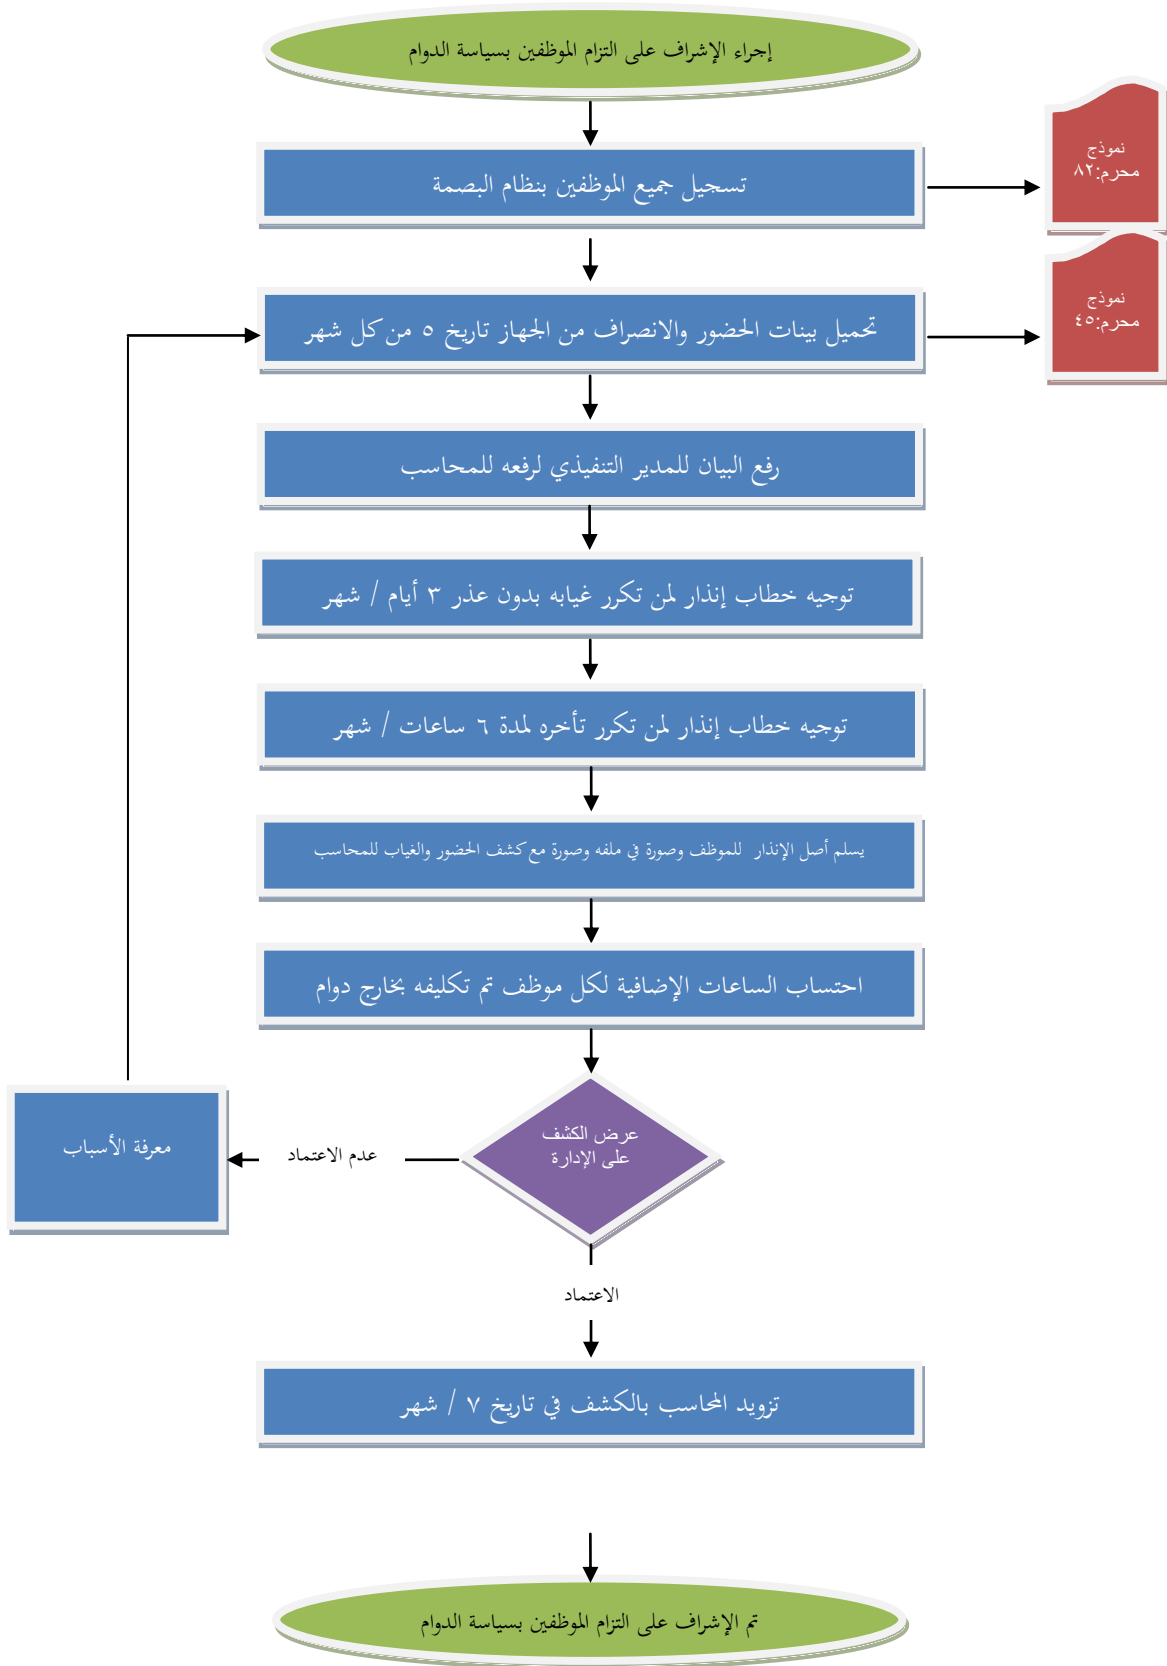 إجراء الإشراف على التزام الموظفين بسياسة الدوام
تسجيل جميع الموظفين بنظام البصمة
نموذج
محرم:٨٢
تحميل بينات الحضور والانصراف من الجهاز تاريخ ٥ من كل شهر
نموذج
محرم:٤٥
رفع البيان للمدير التنفيذي لرفعه للمحاسب
توجيه خطاب إنذار لمن تكرر غيابه بدون عذر ٣ أيام / شهر
توجيه خطاب إنذار لمن تكرر تأخره لمدة ٦ ساعات / شهر
يسلم أصل الإنذار للموظف وصورة في ملفه وصورة مع كشف الحضور والغياب للمحاسب
احتساب الساعات الإضافية لكل موظف تم تكليفه بخارج دوام
عرض الكشف
على الإدارة
عدم الاعتماد
معرفة الأسباب
الاعتماد
تزويد المحاسب بالكشف في تاريخ ٧ / شهر
تم الإشراف على التزام الموظفين بسياسة الدوام